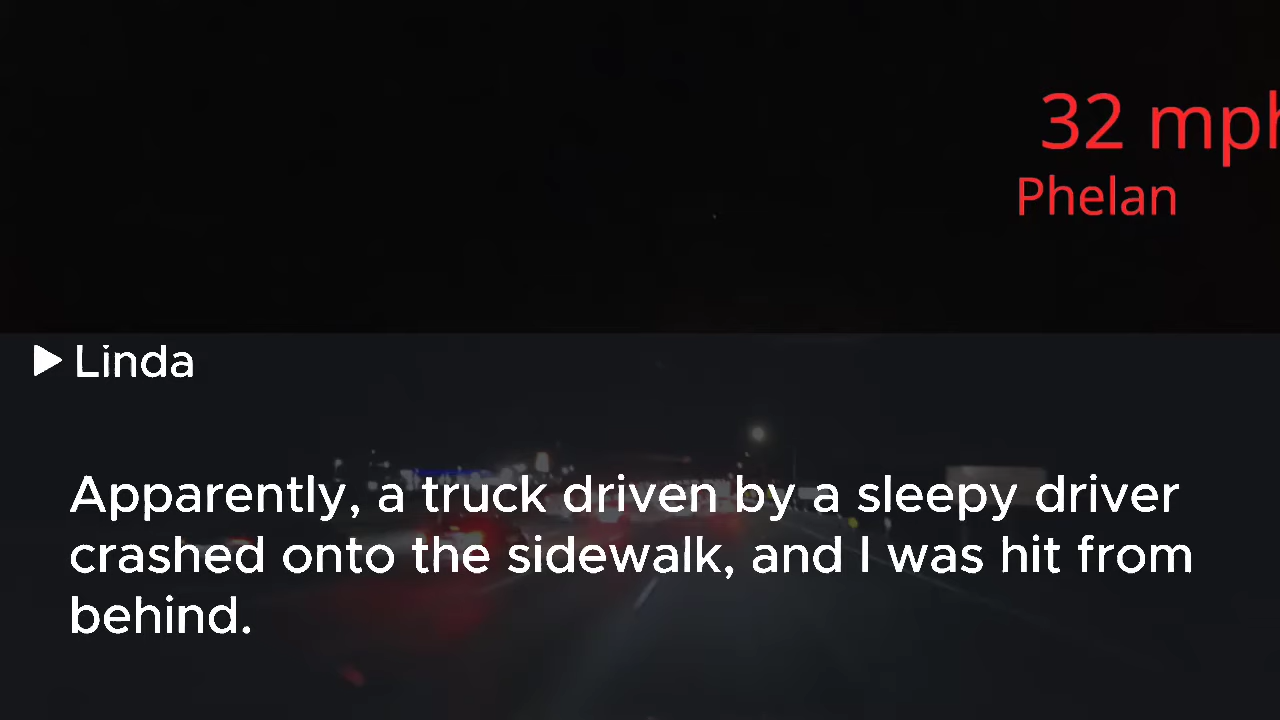 32 mph
Phelan
Linda
Apparently, a truck driven by a sleepy driver
crashed onto the sidewalk, and I was hit from
behind.